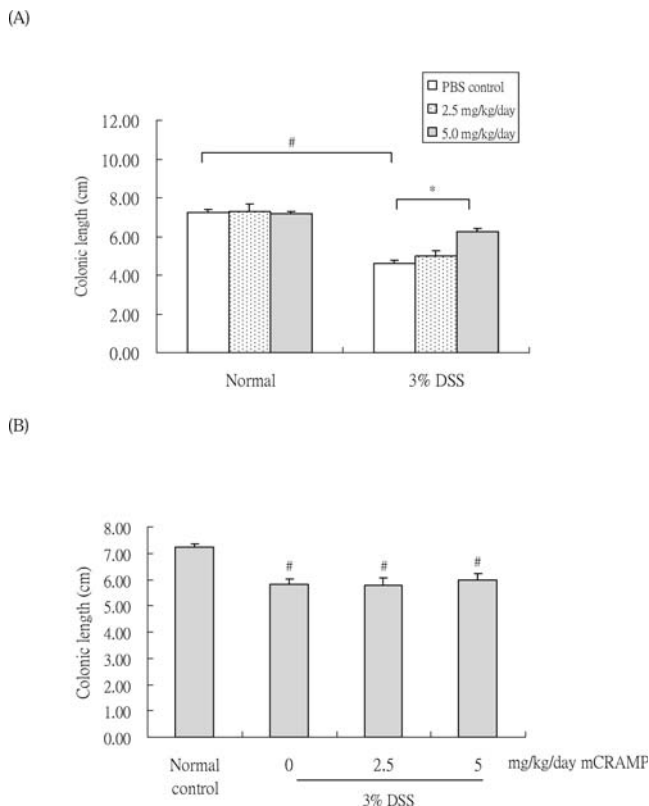 (A)
PBS control
2.5 mg/kg/day
5.0 mg/kg/day
12.00
10.00
8.00
6.00
4.00
2.00
0.00
Colonic length (cm)
#
*
Normal
3% DSS
(B)
8.00
7.00
6.00
5.00
4.00
3.00
2.00
1.00
0.00
Colonic length (cm)
# # #
Normal control
0 2.5 5 mg/kg/day mCRAMP
3% DSS